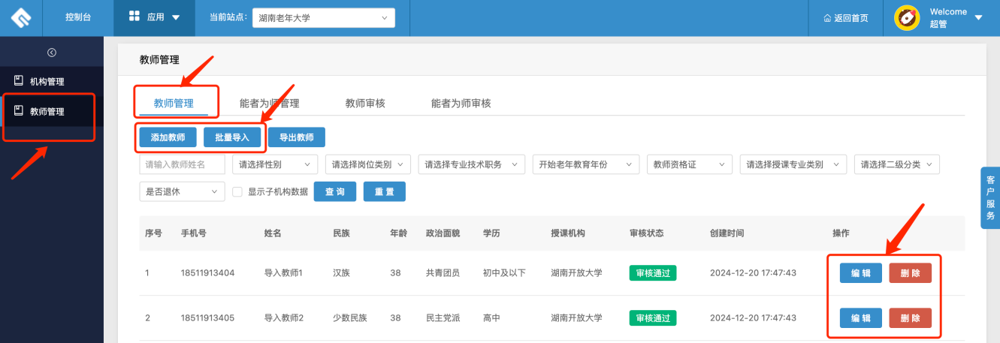 控制台 应用 当前站点： 湖南老年大学 返回首页 Welcome
超管
机构管理
教师管理
教师管理
教师管理 能者为师管理 教师审核 能者为师审核
添加教师 批量导入 导出教师
请输入教师姓名 请选择性别 请选择岗位类别 请选择专业技术职务 开始老年教育年份 教师资格证 请选择授课专业类别 请选择二级分类
是否退休 显示子机构数据 查询 重置
序号 手机号 姓名 民族 年龄 政治面貌 学历 授课机构 审核状态 创建时间 操作
1 18511913404 导入教师1 汉族 38 共青团员 初中及以下 湖南开放大学 审核通过 2024-12-20 17:47:43 编辑 删除
2 18511913405 导入教师2 少数民族 38 民主党派 高中 湖南开放大学 审核通过 2024-12-20 17:47:43 编辑 删除
客户服务